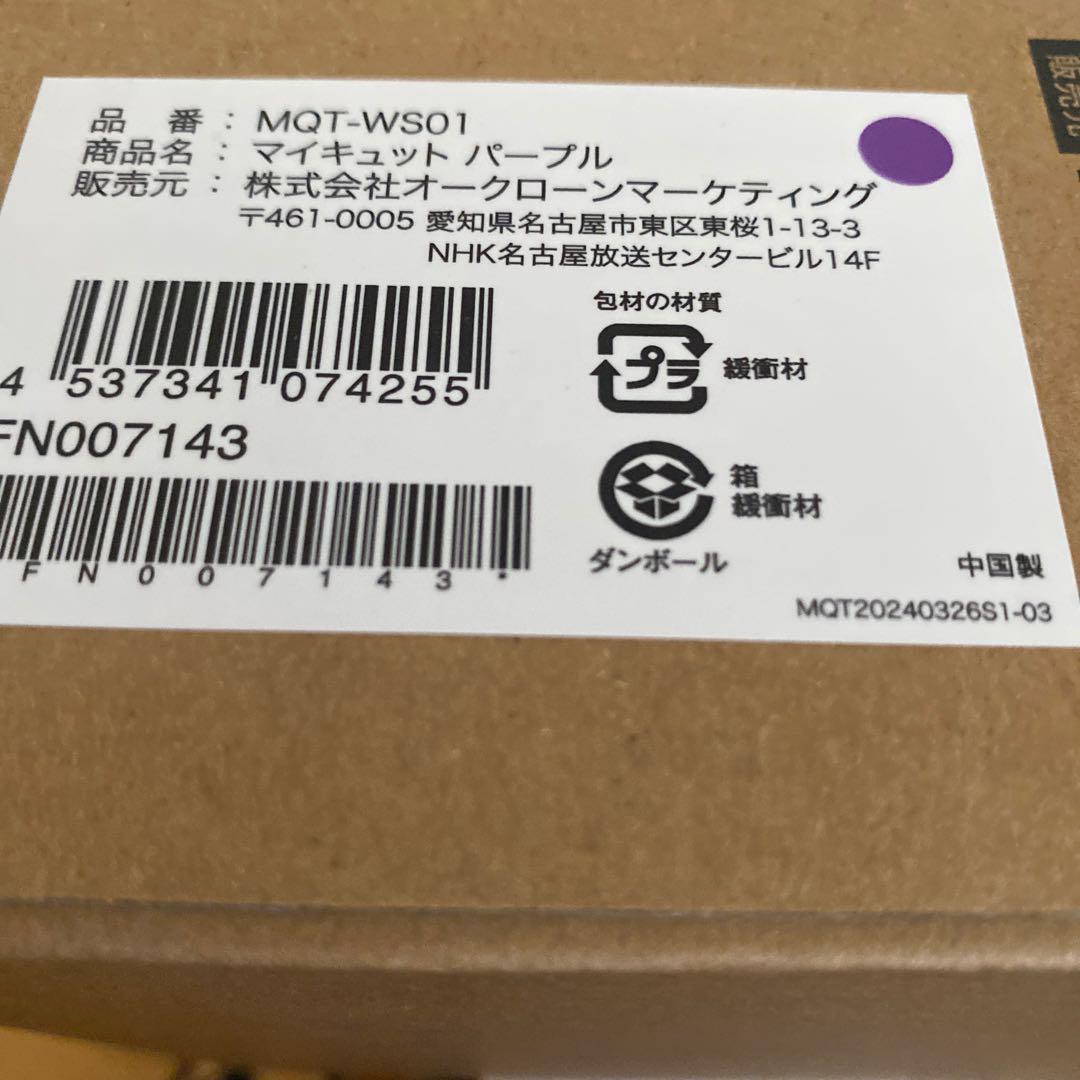 販売元
品 番 : MQT-WS01
商品名 : マイキュット パープル
販売元 : 株式会社オークローンマーケティング
〒461-0005 愛知県名古屋市東区東桜1-13-3
NHK名古屋放送センタービル14F
4 537341 074255
FN007143
FN007143*
包材の材質
プラ 緩衝材
箱
緩衝材
ダンボール
中国製
MQT20240326S1-03